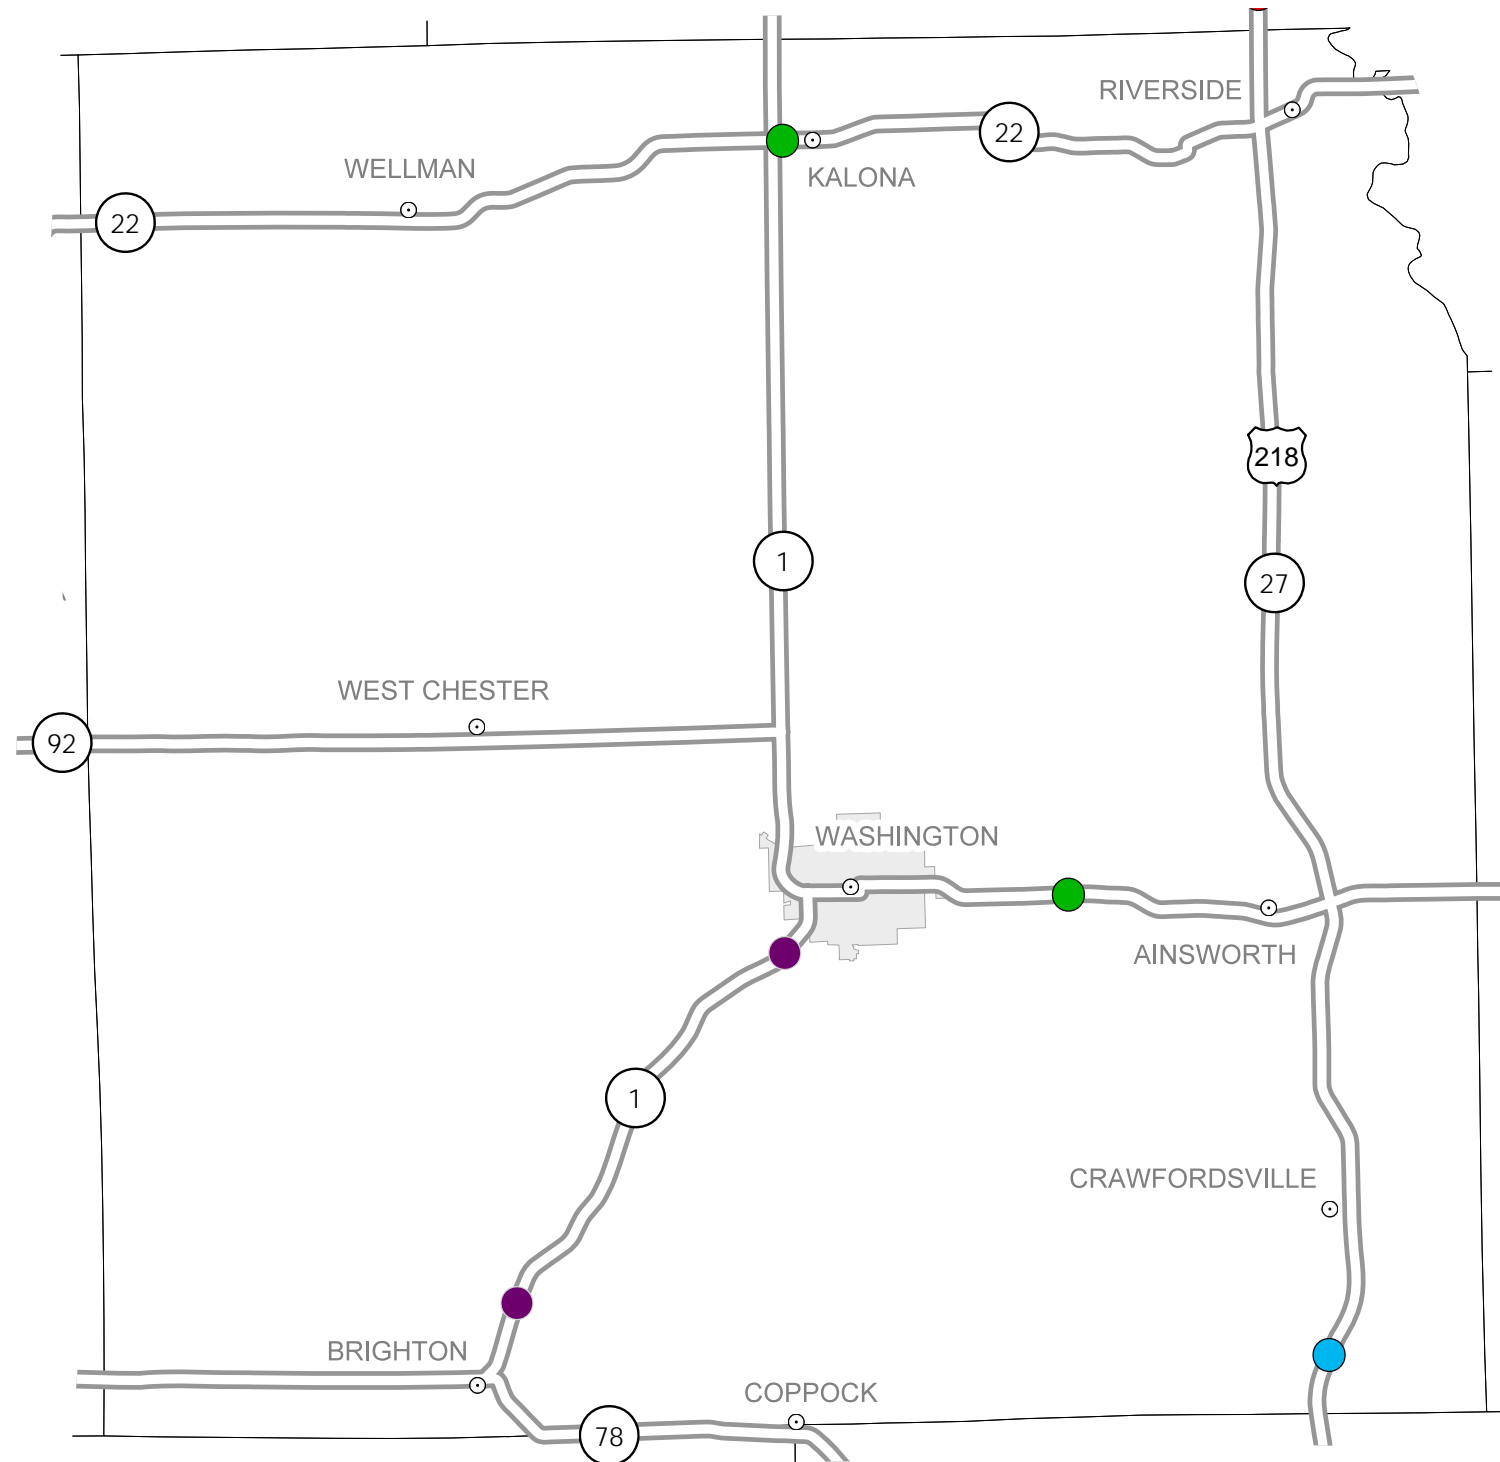 RIVERSIDE
22
WELLMAN
KALONA
22
218
1
27
WEST CHESTER
92
WASHINGTON
AINSWORTH
1
CRAWFORDSVILLE
BRIGHTON
COPPOCK
78